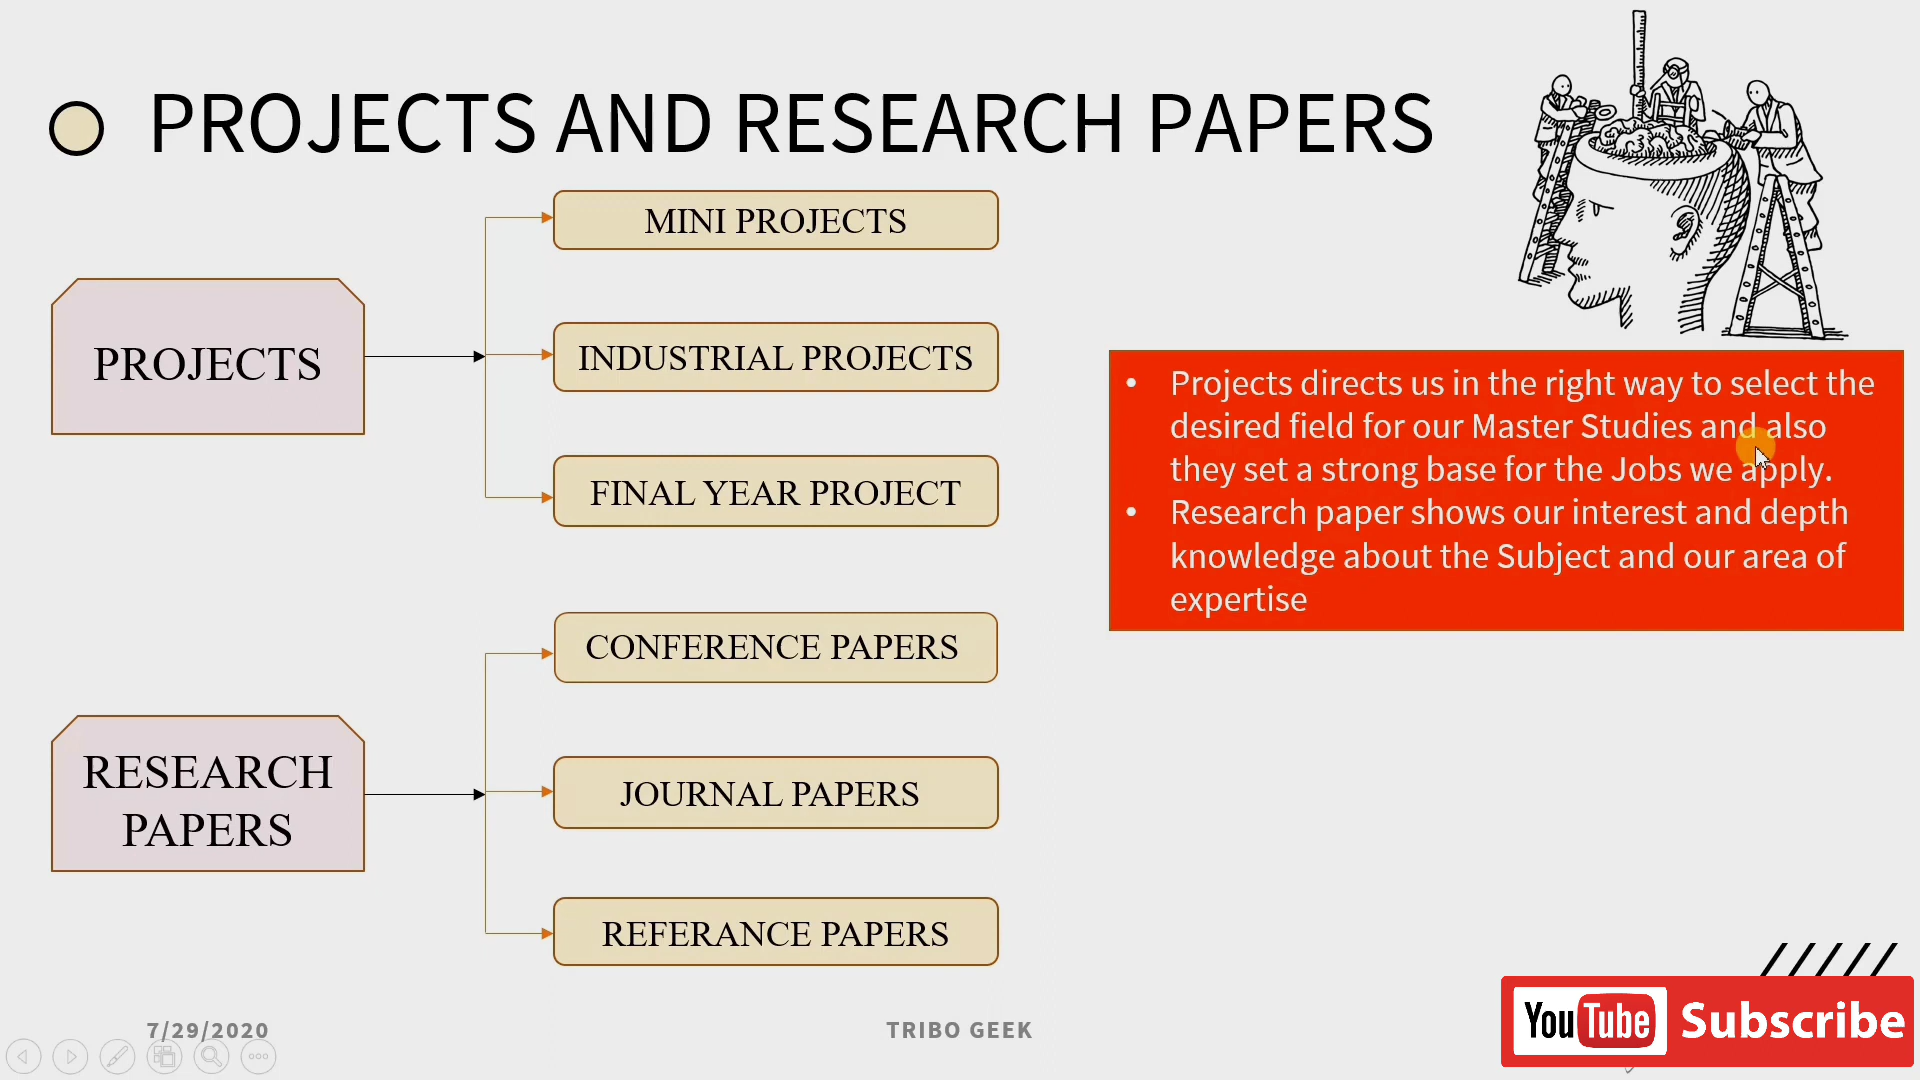 PROJECTS AND RESEARCH PAPERS
PROJECTS
MINI PROJECTS
INDUSTRIAL PROJECTS
FINAL YEAR PROJECT
RESEARCH
PAPERS
CONFERENCE PAPERS
JOURNAL PAPERS
REFERANCE PAPERS
• Projects directs us in the right way to select the
desired field for our Master Studies and also
they set a strong base for the Jobs we apply.
• Research paper shows our interest and depth
knowledge about the Subject and our area of
expertise
7/29/2020
TRIBO GEEK
YouTube Subscribe